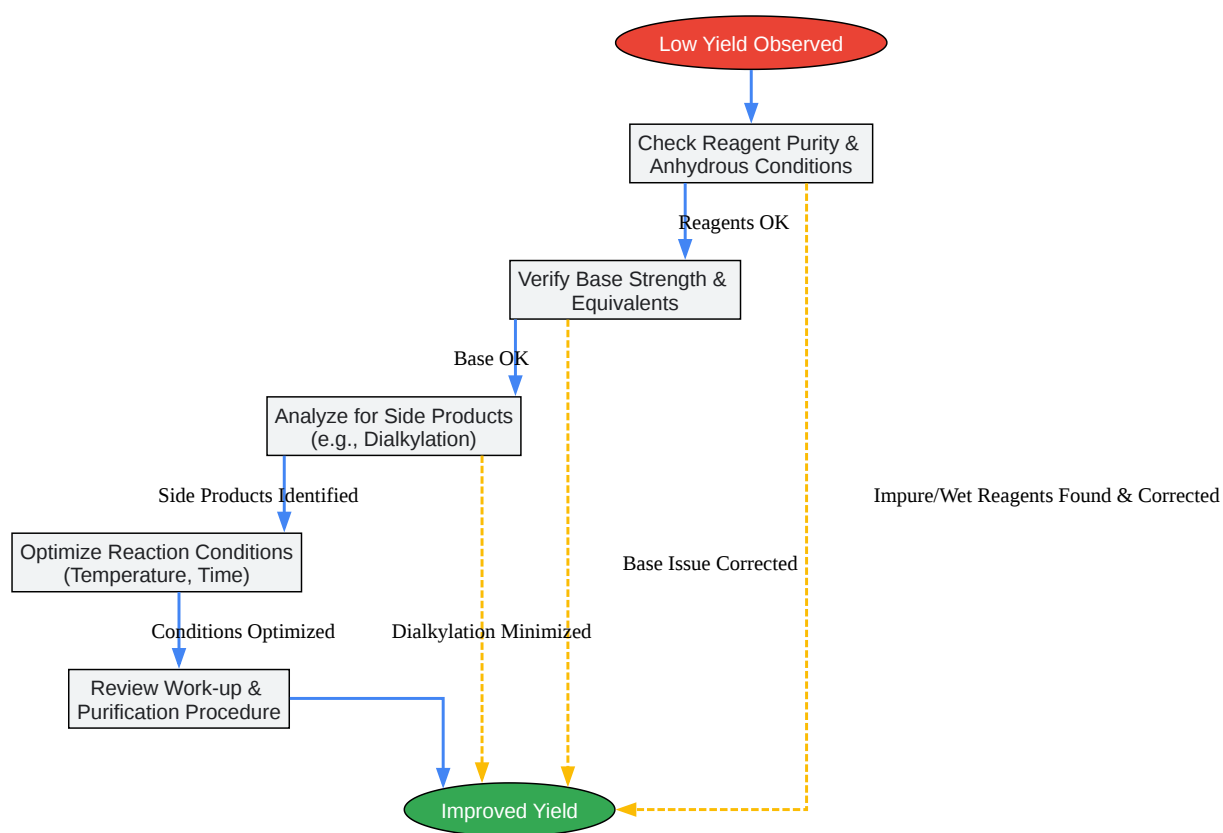 Low Yield Observed
Check Reagent Purity &
Anhydrous Conditions
Reagents OK
Verify Base Strength &
Equivalents
Base OK
Analyze for Side Products
(e.g., Dialkylation)
Side Products Identified
Impure/Wet Reagents Found & Corrected
Optimize Reaction Conditions
(Temperature, Time)
Base Issue Corrected
Conditions Optimized
Dialkylation Minimized
Review Work-up &
Purification Procedure
Improved Yield